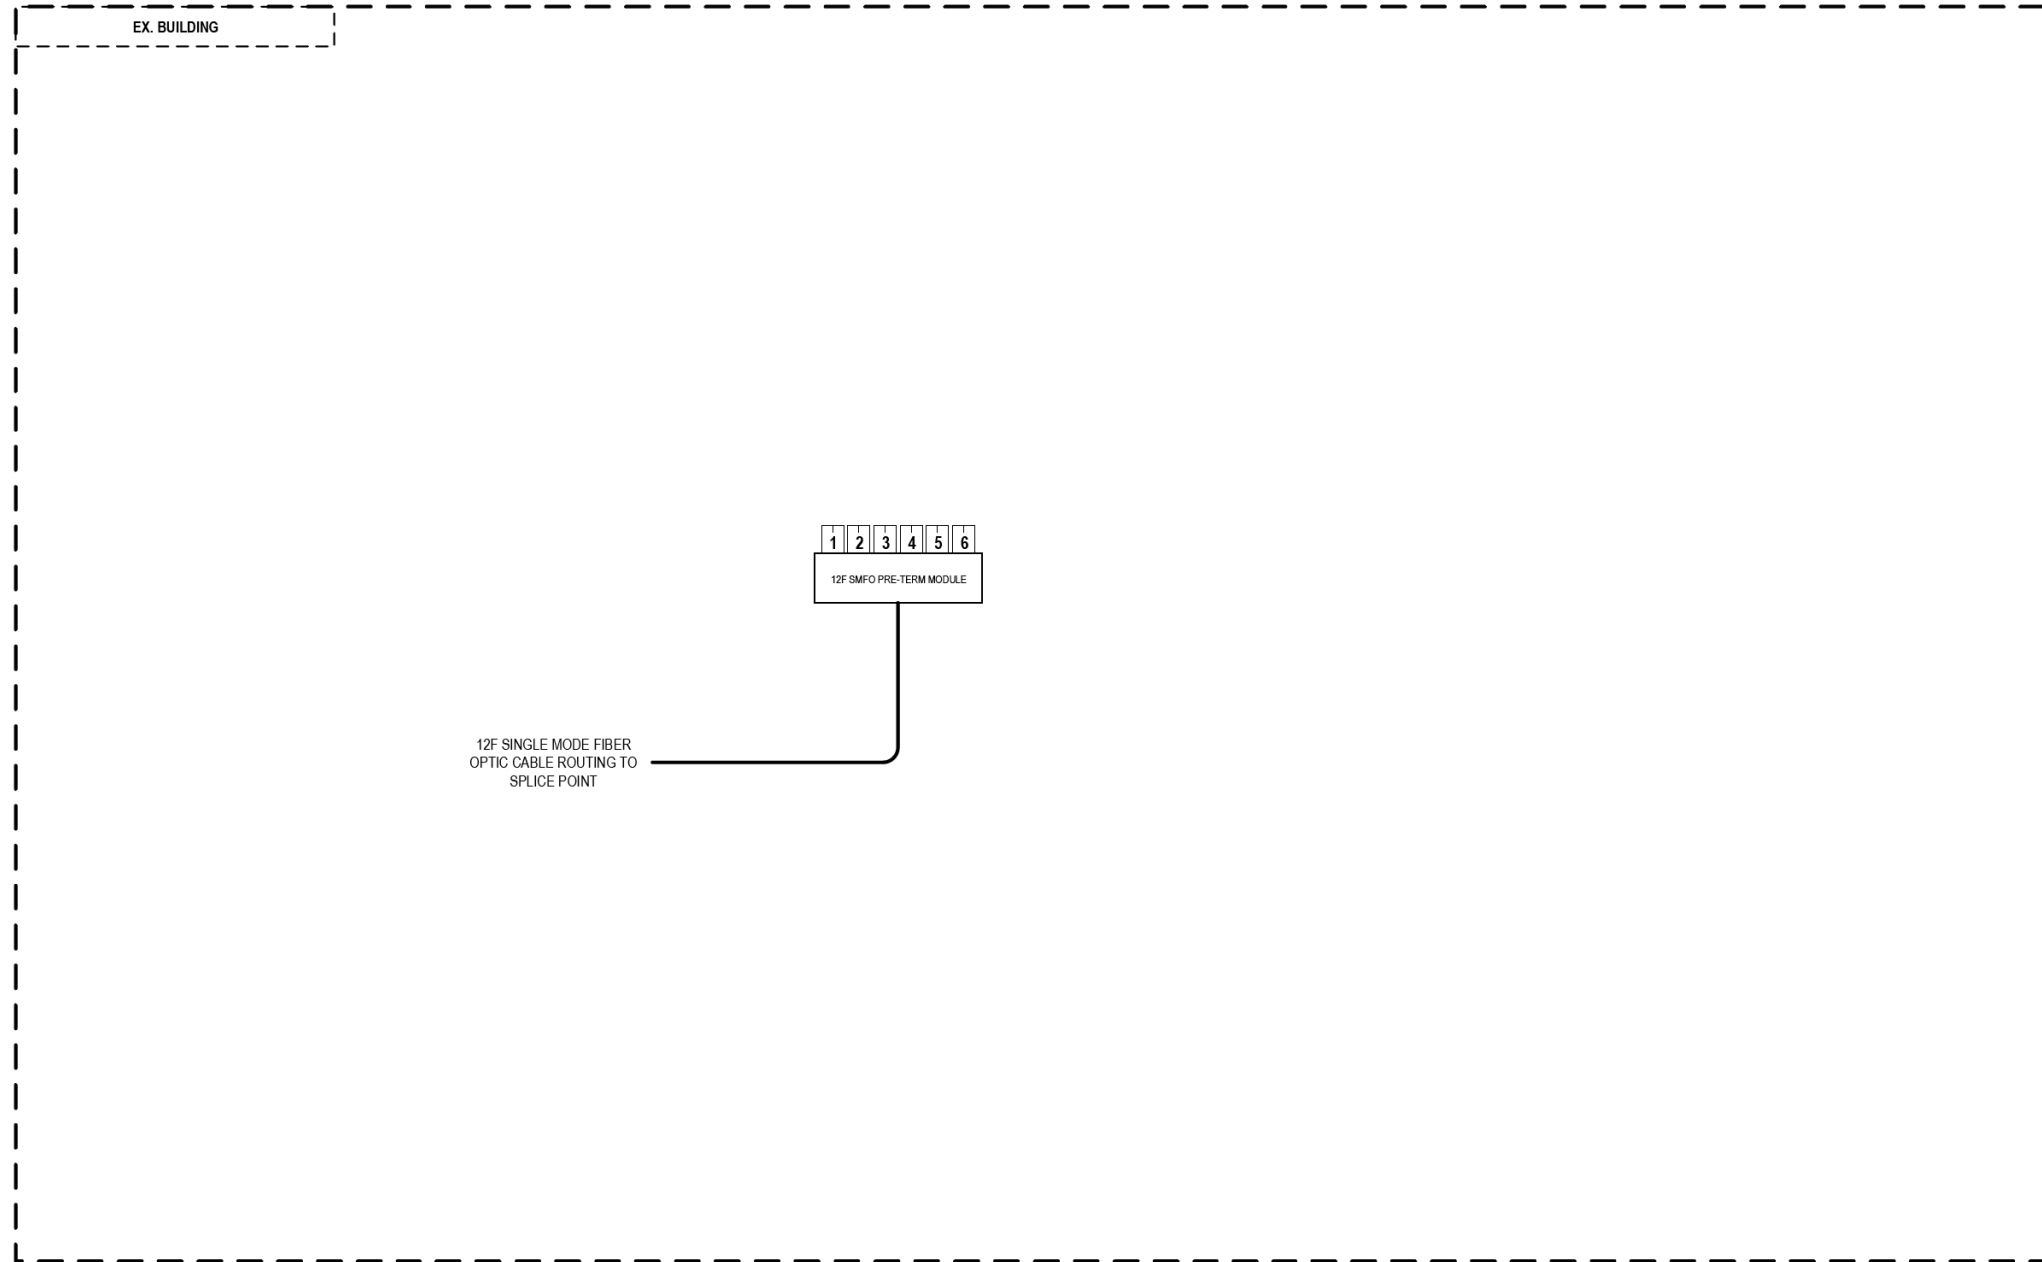 EX. BUILDING
1 2 3 4 5 6
12F SMFO PRE-TERM MODULE
12F SINGLE MODE FIBER
OPTIC CABLE ROUTING TO
SPLICE POINT